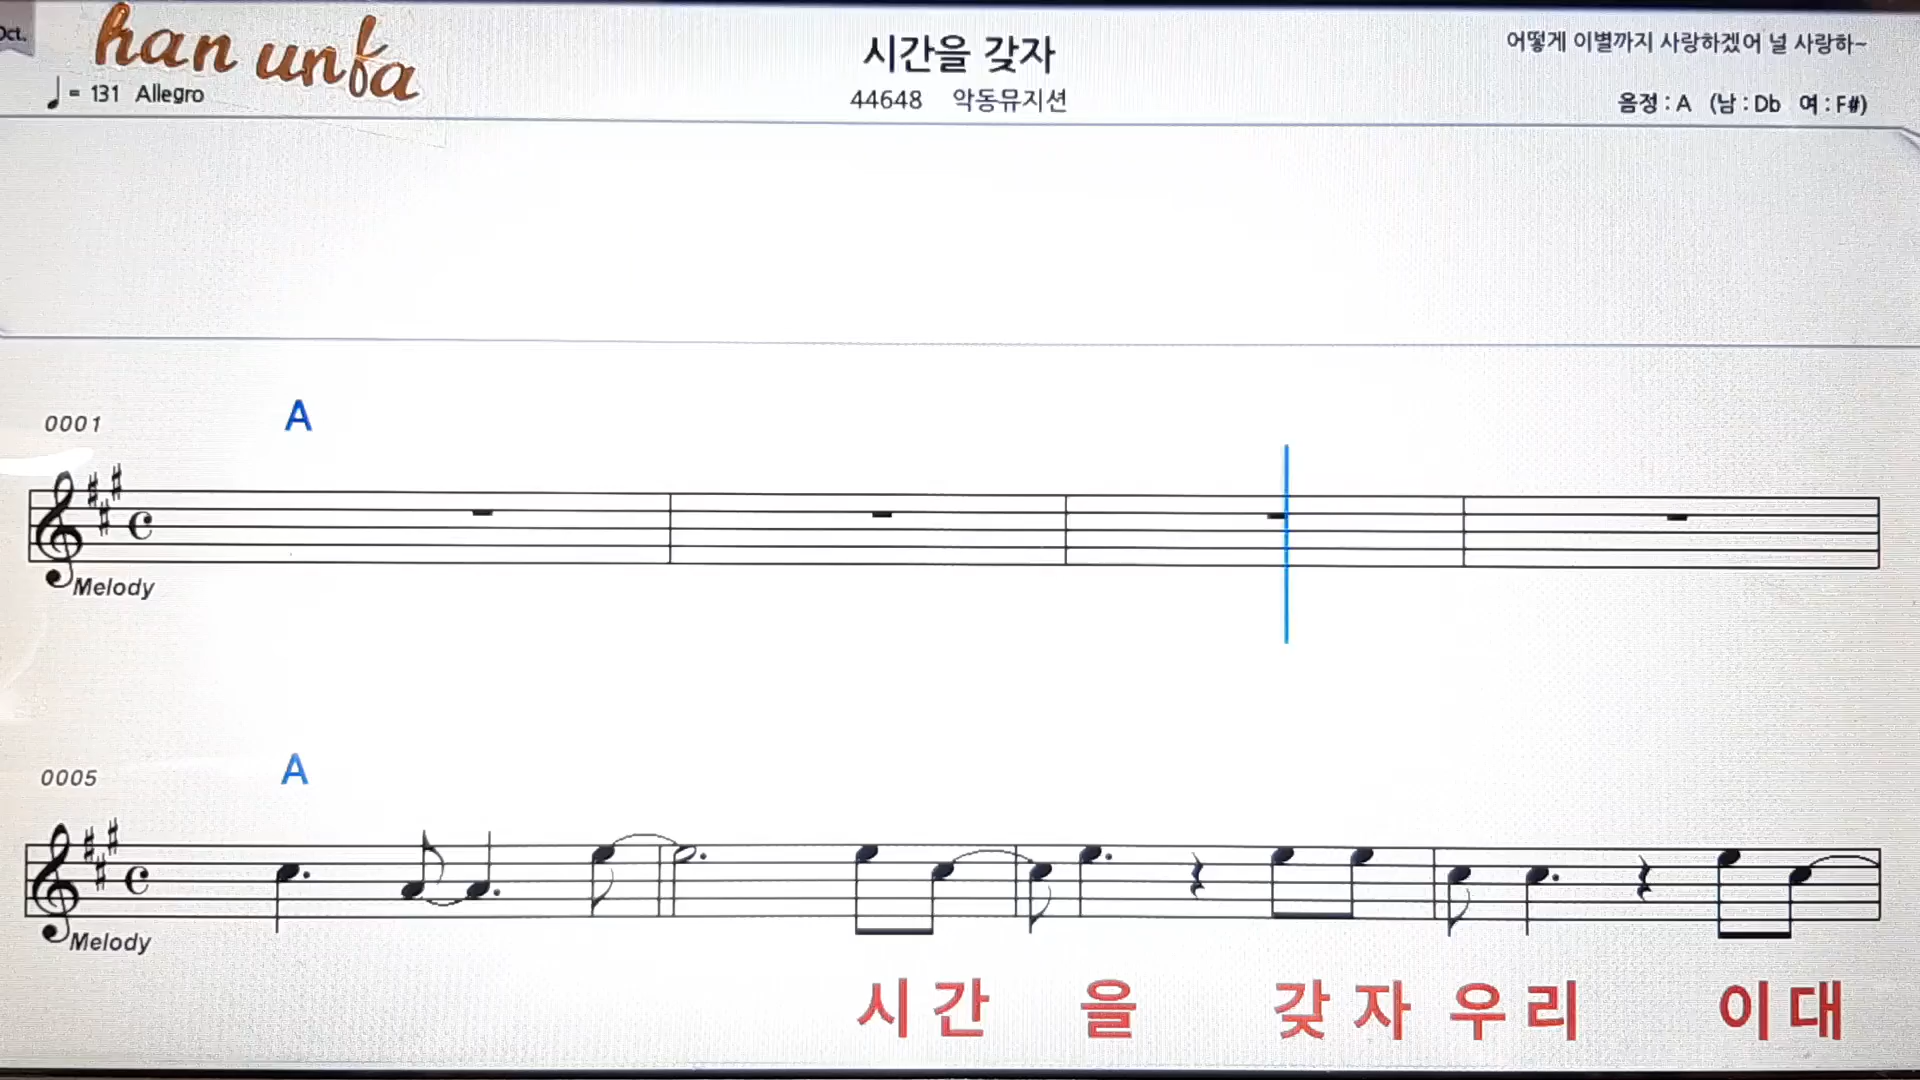 Oct.
han unfa
시간을 갖자
어떻게 이별까지 사랑하겠어 널 사랑하~
♩= 131 Allegro
44648 악동뮤지션
음정 : A (남 : Db 여 : F#)
0001 A
Melody
0005 A
Melody
시간 을 갖자 우리 이대